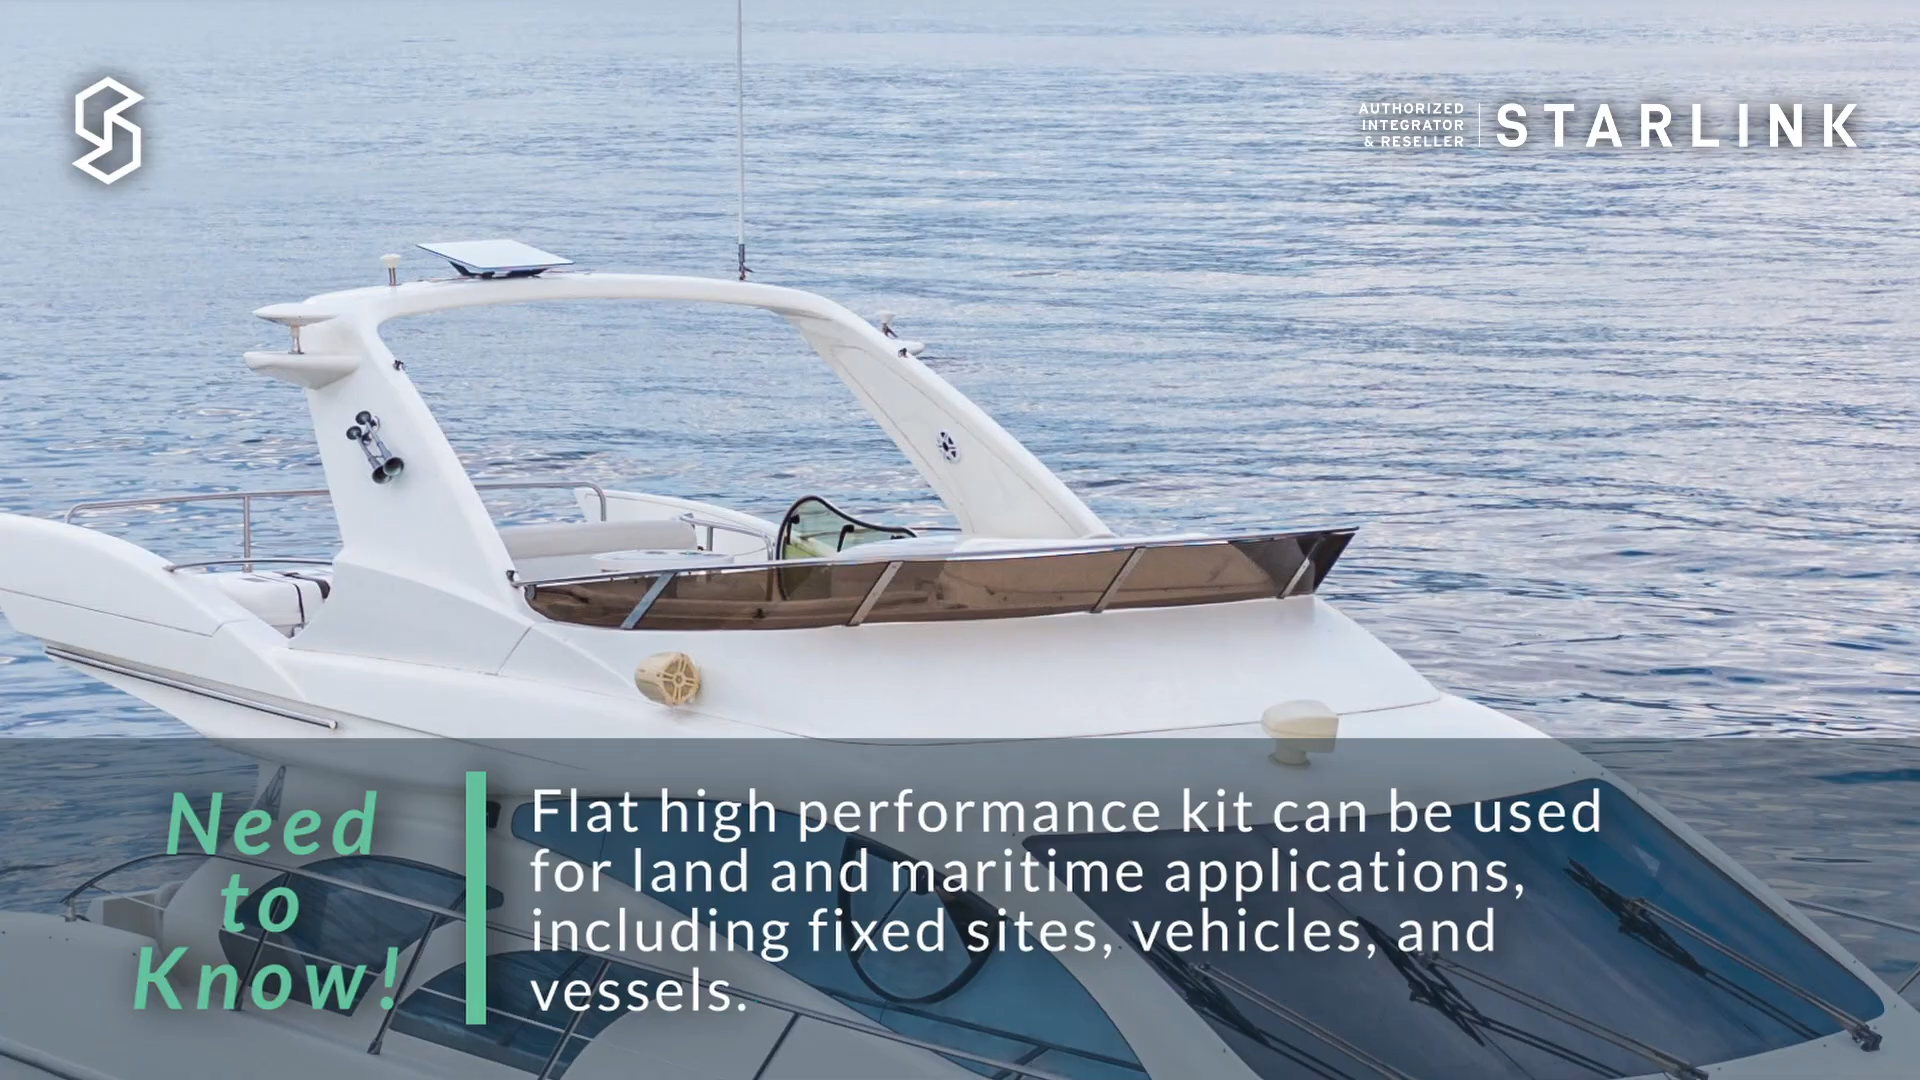 AUTHORIZED
INTEGRATOR
& RESELLER
STARLINK
Need
to
Know!
Flat high performance kit can be used
for land and maritime applications,
including fixed sites, vehicles, and
vessels.